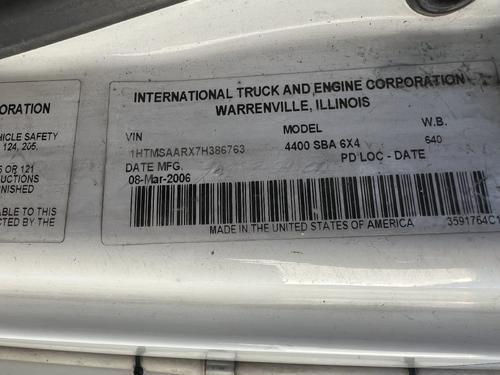 ORATION
HICLE SAFETY
124, 205,
OR 121
UCTIONS
RNISHED
ABLE TO THIS
CTED BY THE
INTERNATIONAL TRUCK AND ENGINE CORPORATION
WARRENVILLE, ILLINOIS
VIN MODEL W.B.
1HTMSAARX7H386763 4400 SBA 6X4 640
DATE MFG PD LOC - DATE
08-Mar-2006
MADE IN THE UNITED STATES OF AMERICA 3591764C1